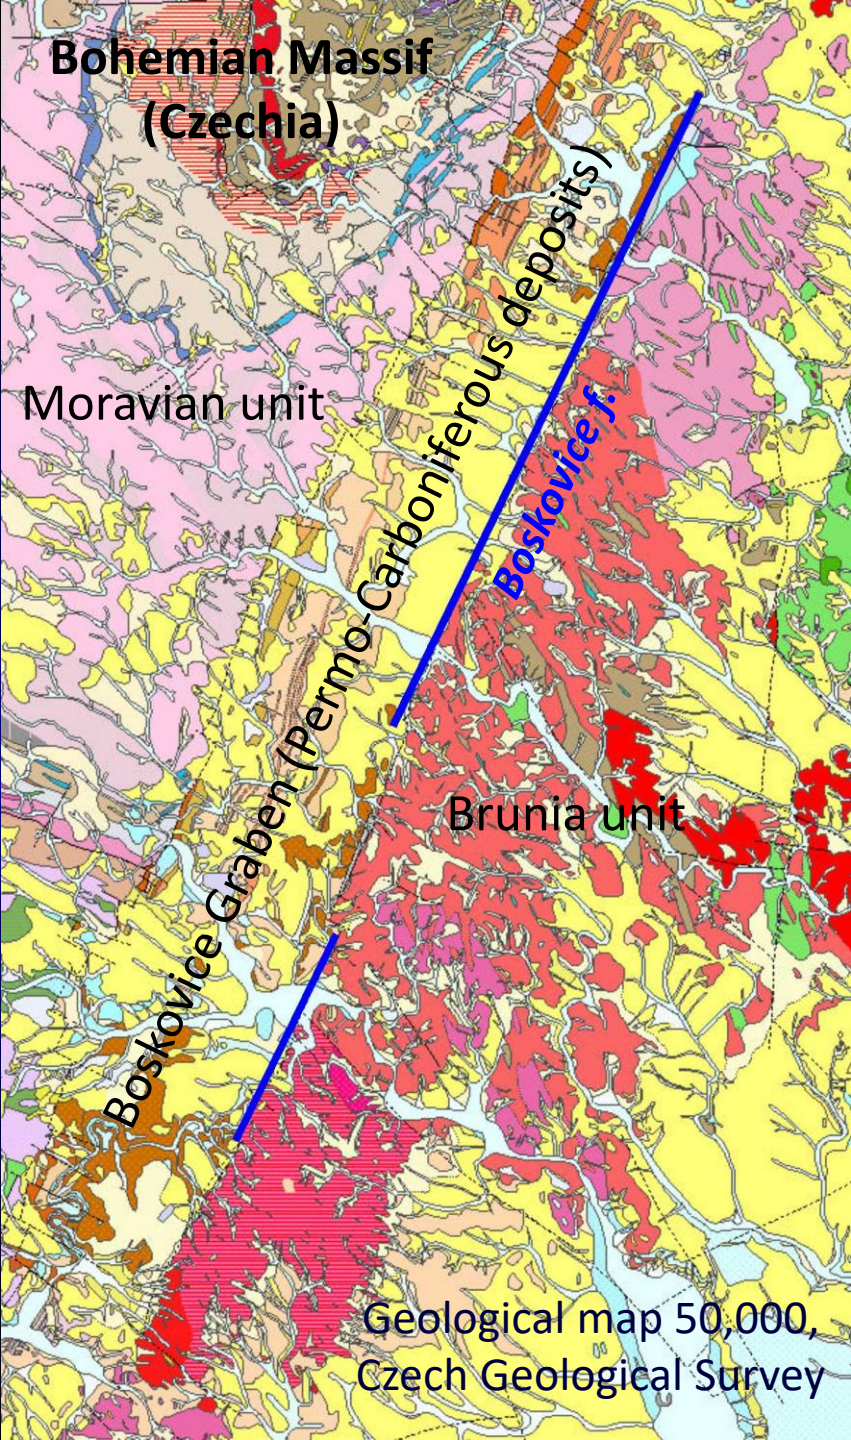 Bohemian Massif
(Czechia)
Boskovice Graben (Permo-Carboniferous deposits)
Moravian unit
Boskovice f.
Brunia unit
Geological map 50,000,
Czech Geological Survey